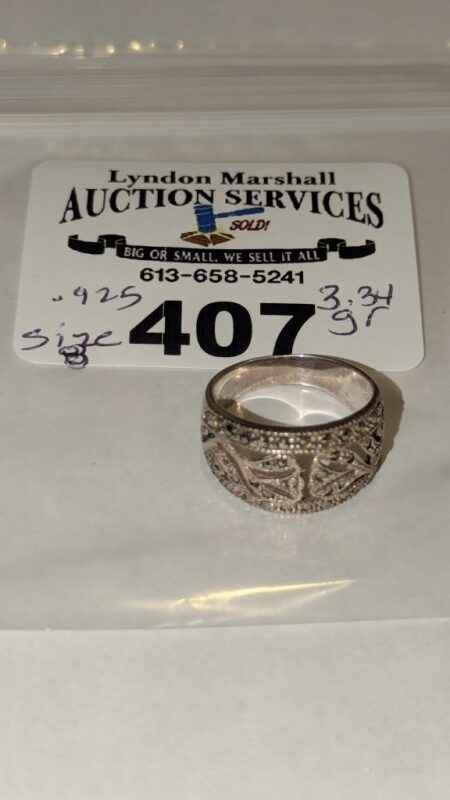 Lyndon Marshall
AUCTION SERVICES
SOLD!
BIG OR SMALL, WE SELL IT ALL
613-658-5241
.925
407
3.34
gr
size
8